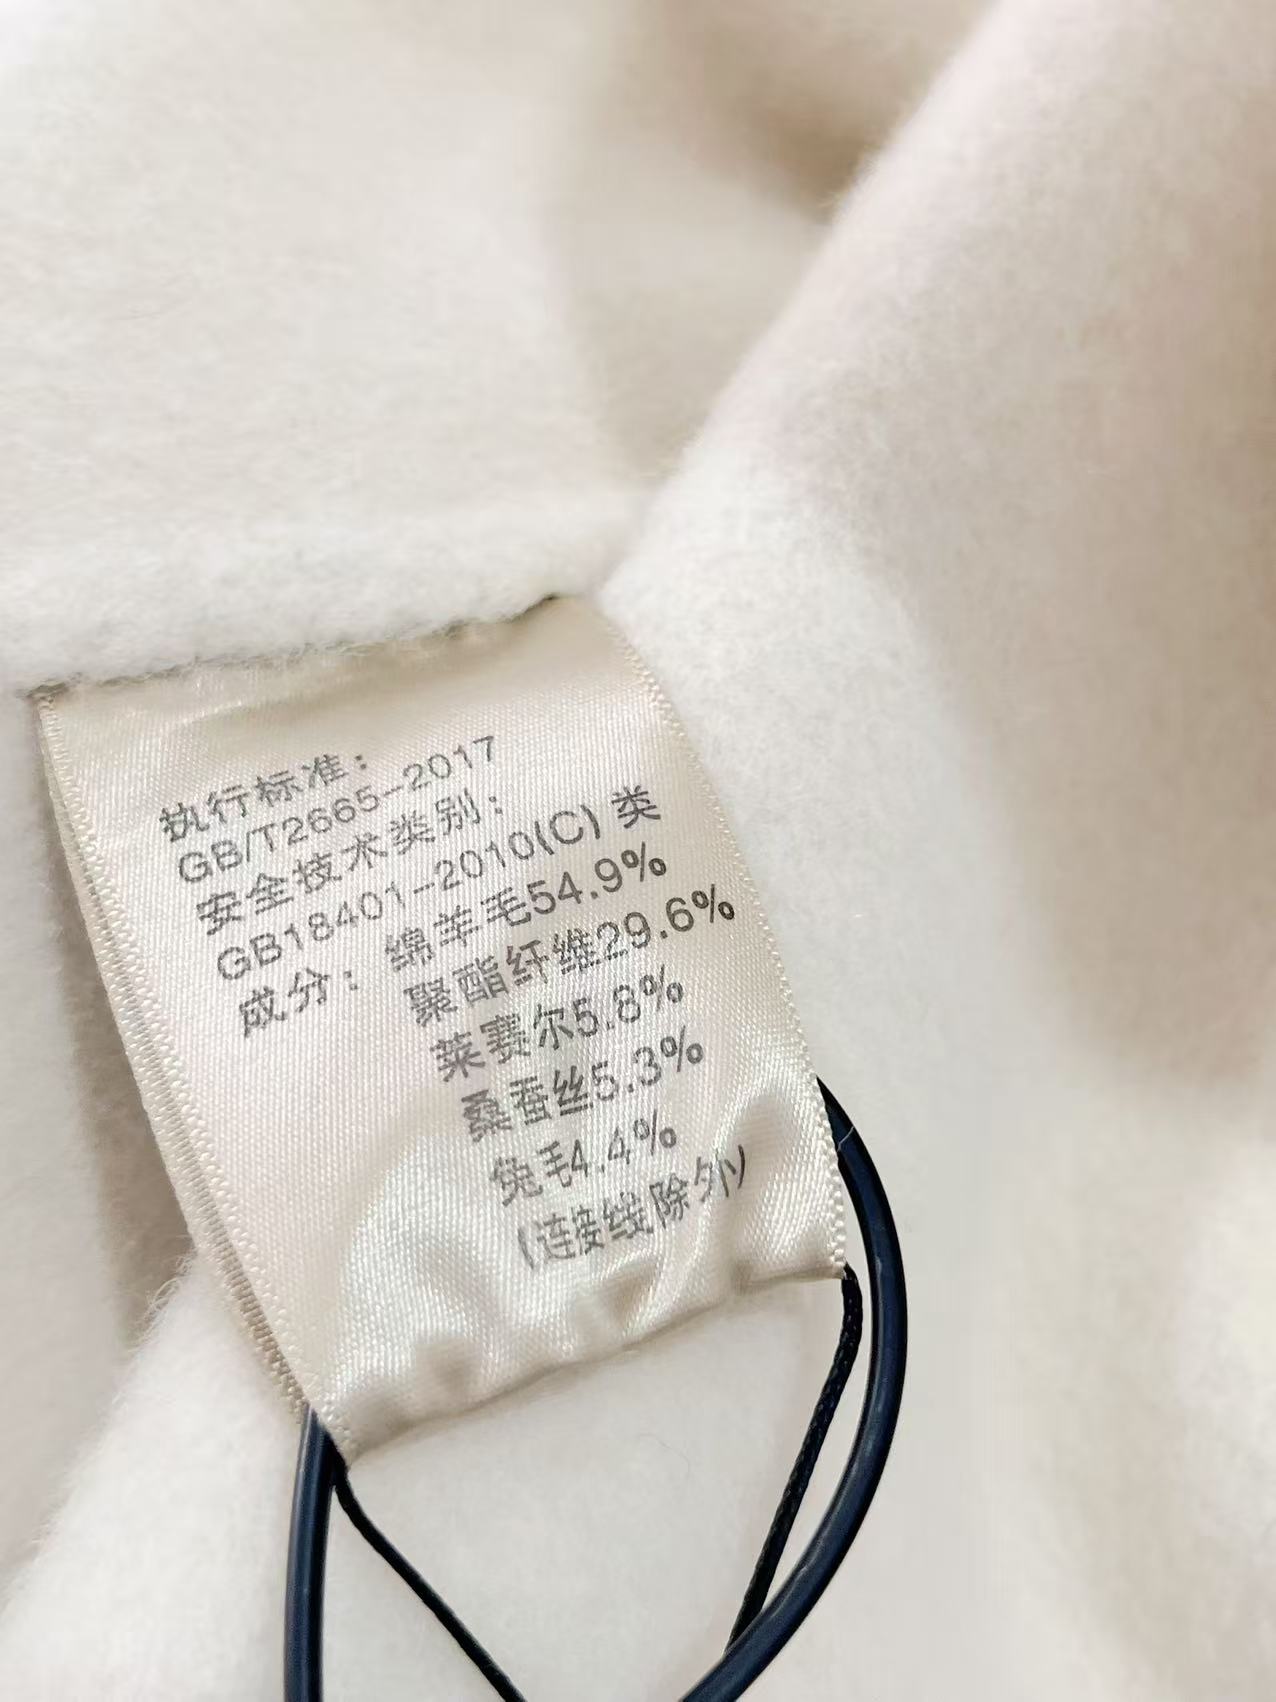 执行标准：
GB/T2665-2017
安全技术类别：
GB18401-2010(C) 类
成分： 绵羊毛54.9%
聚酯纤维29.6%
莱赛尔5.8%
桑蚕丝5.3%
兔毛4.4%
(连接线除外)